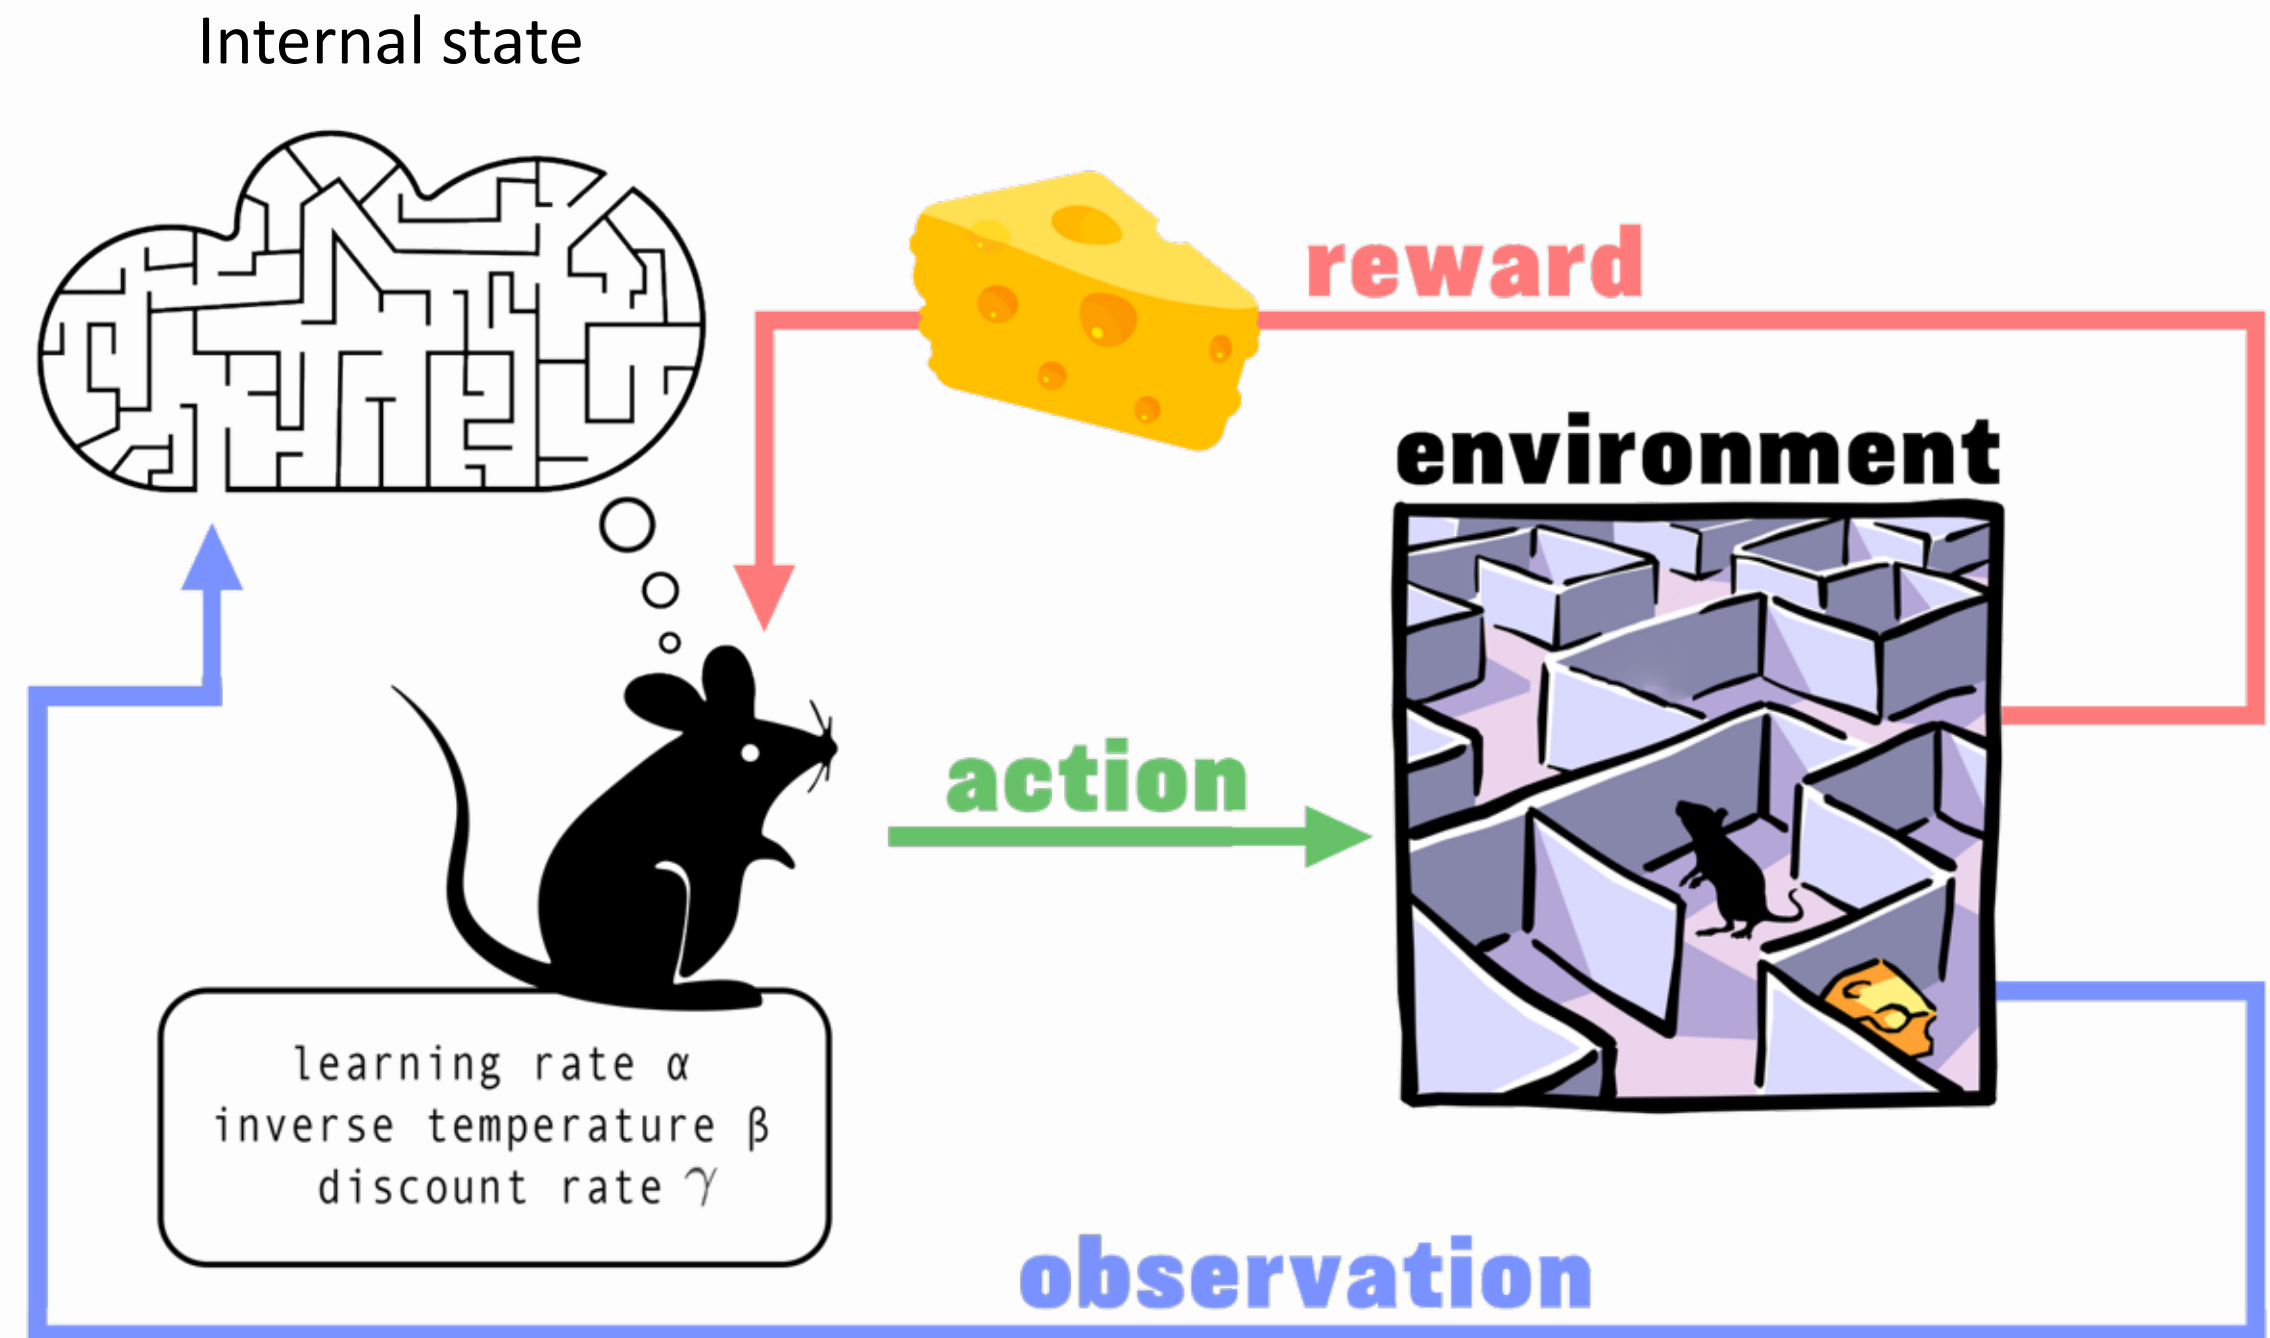 Internal state
reward
environment
action
learning rate α
inverse temperature β
discount rate γ
observation